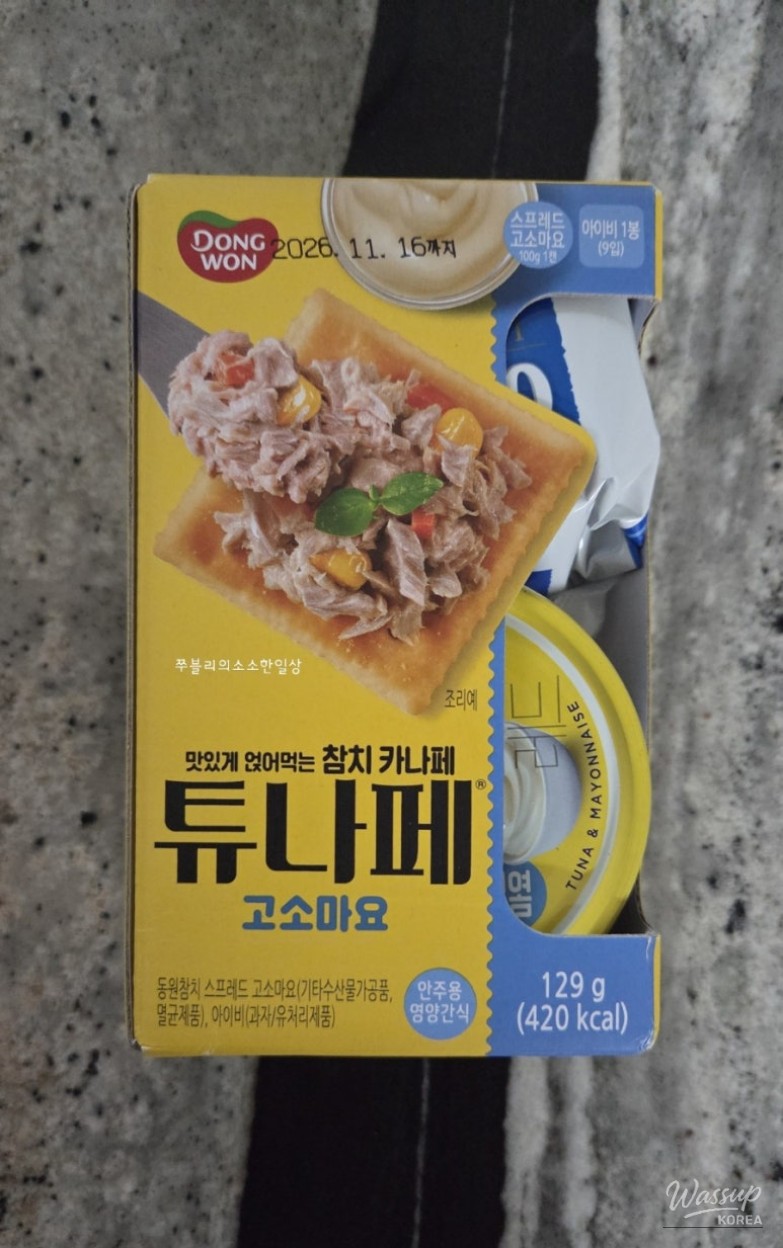 DONG
WON
2026. 11. 16까지
스프레드
고소마요
100g 1캔
아이비 1봉
(9입)
쭈블리의소소한일상
조리예
TUNA & MAYONNAISE
맛있게 얹어먹는 참치 카나페
튜나페®
고소마요
동원참치 스프레드 고소마요(기타수산물가공품,
멸균제품), 아이비(과자/유처리제품)
안주용
영양간식
129 g
(420 kcal)
Wassup
KOREA